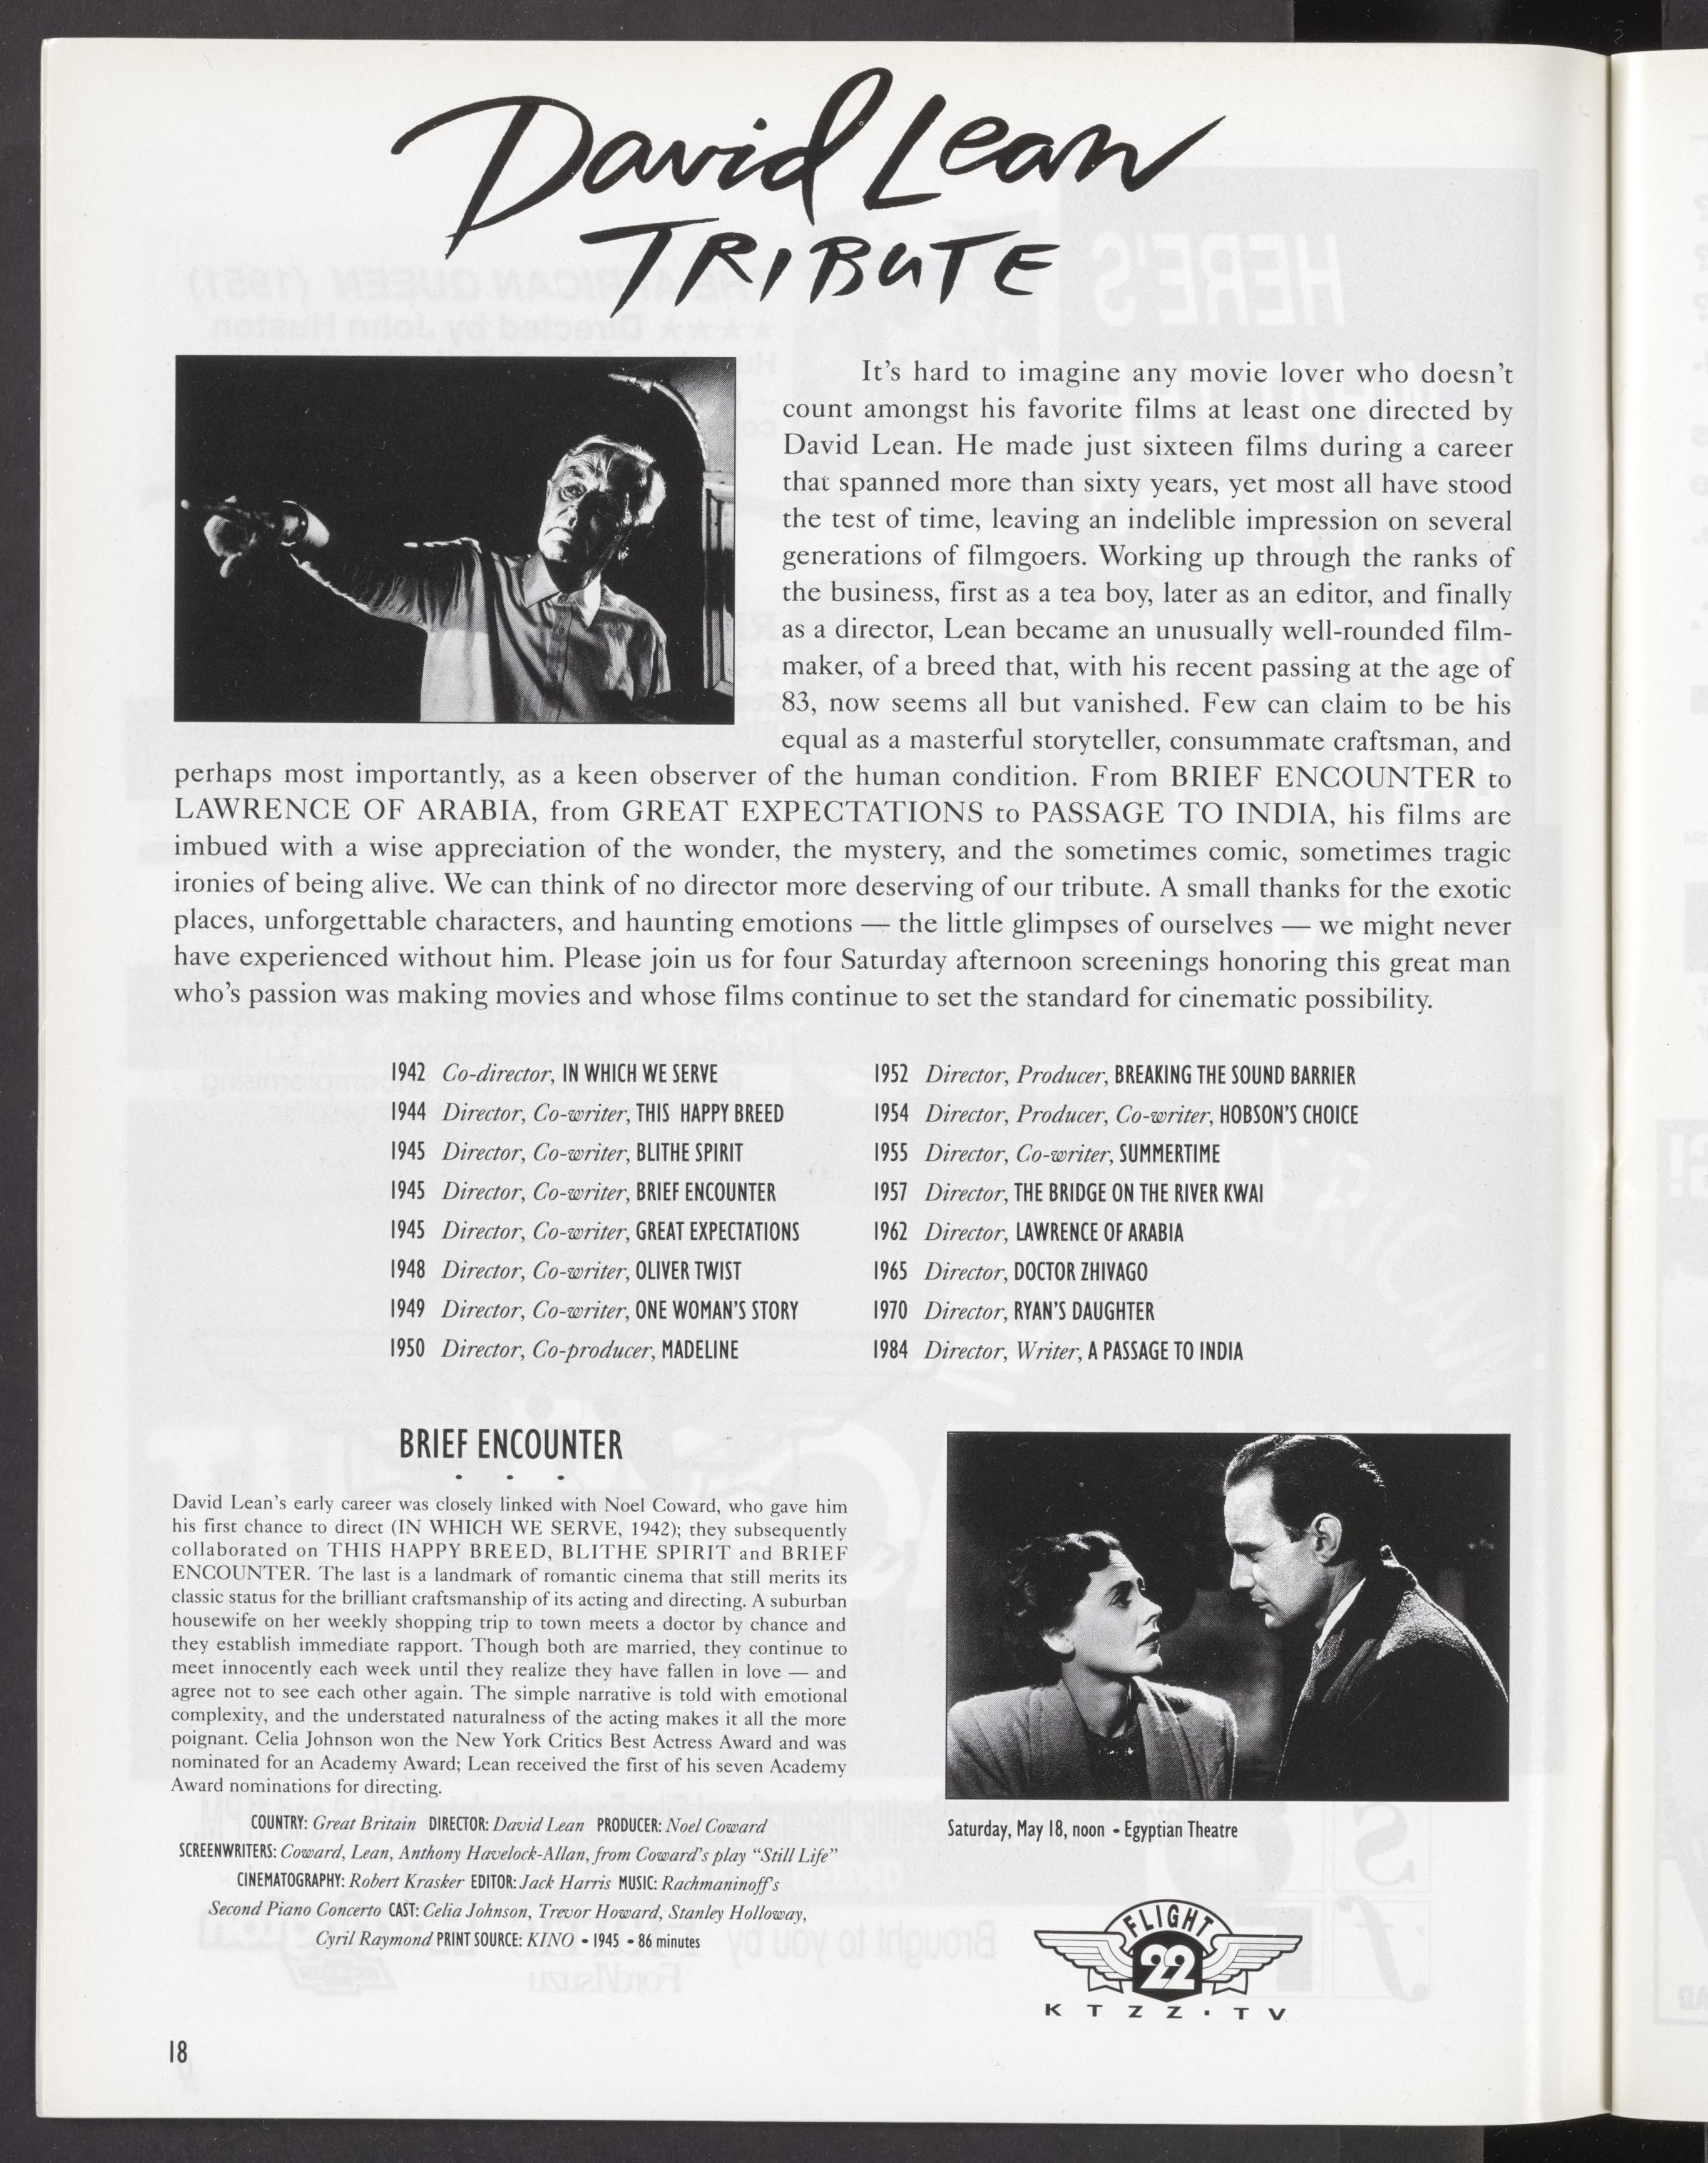 David Lean
TRIBUTE
It's hard to imagine any movie lover who doesn't
count amongst his favorite films at least one directed by
David Lean. He made just sixteen films during a career
that spanned more than sixty years, yet most all have stood
the test of time, leaving an indelible impression on several
generations of filmgoers. Working up through the ranks of
the business, first as a tea boy, later as an editor, and finally
as a director, Lean became an unusually well-rounded film-
maker, of a breed that, with his recent passing at the age of
83, now seems all but vanished. Few can claim to be his
equal as a masterful storyteller, consummate craftsman, and
perhaps most importantly, as a keen observer of the human condition. From BRIEF ENCOUNTER to
LAWRENCE OF ARABIA, from GREAT EXPECTATIONS to PASSAGE TO INDIA, his films are
imbued with a wise appreciation of the wonder, the mystery, and the sometimes comic, sometimes tragic
ironies of being alive. We can think of no director more deserving of our tribute. A small thanks for the exotic
places, unforgettable characters, and haunting emotions — the little glimpses of ourselves — we might never
have experienced without him. Please join us for four Saturday afternoon screenings honoring this great man
who's passion was making movies and whose films continue to set the standard for cinematic possibility.
1942 Co-director, IN WHICH WE SERVE
1944 Director, Co-writer, THIS HAPPY BREED
1945 Director, Co-writer, BLITHE SPIRIT
1945 Director, Co-writer, BRIEF ENCOUNTER
1945 Director, Co-writer, GREAT EXPECTATIONS
1948 Director, Co-writer, OLIVER TWIST
1949 Director, Co-writer, ONE WOMAN'S STORY
1950 Director, Co-producer, MADELINE
1952 Director, Producer, BREAKING THE SOUND BARRIER
1954 Director, Producer, Co-writer, HOBSON'S CHOICE
1955 Director, Co-writer, SUMMERTIME
1957 Director, THE BRIDGE ON THE RIVER KWAI
1962 Director, LAWRENCE OF ARABIA
1965 Director, DOCTOR ZHIVAGO
1970 Director, RYAN'S DAUGHTER
1984 Director, Writer, A PASSAGE TO INDIA
BRIEF ENCOUNTER
• • •
David Lean's early career was closely linked with Noel Coward, who gave him
his first chance to direct (IN WHICH WE SERVE, 1942); they subsequently
collaborated on THIS HAPPY BREED, BLITHE SPIRIT and BRIEF
ENCOUNTER. The last is a landmark of romantic cinema that still merits its
classic status for the brilliant craftsmanship of its acting and directing. A suburban
housewife on her weekly shopping trip to town meets a doctor by chance and
they establish immediate rapport. Though both are married, they continue to
meet innocently each week until they realize they have fallen in love — and
agree not to see each other again. The simple narrative is told with emotional
complexity, and the understated naturalness of the acting makes it all the more
poignant. Celia Johnson won the New York Critics Best Actress Award and was
nominated for an Academy Award; Lean received the first of his seven Academy
Award nominations for directing.
COUNTRY: Great Britain DIRECTOR: David Lean PRODUCER: Noel Coward
SCREENWRITERS: Coward, Lean, Anthony Havelock-Allan, from Coward's play "Still Life"
CINEMATOGRAPHY: Robert Krasker EDITOR: Jack Harris MUSIC: Rachmaninoff's
Second Piano Concerto CAST: Celia Johnson, Trevor Howard, Stanley Holloway,
Cyril Raymond PRINT SOURCE: KINO • 1945 • 86 minutes
Saturday, May 18, noon • Egyptian Theatre
FLIGHT
22
KTZZ·TV
18